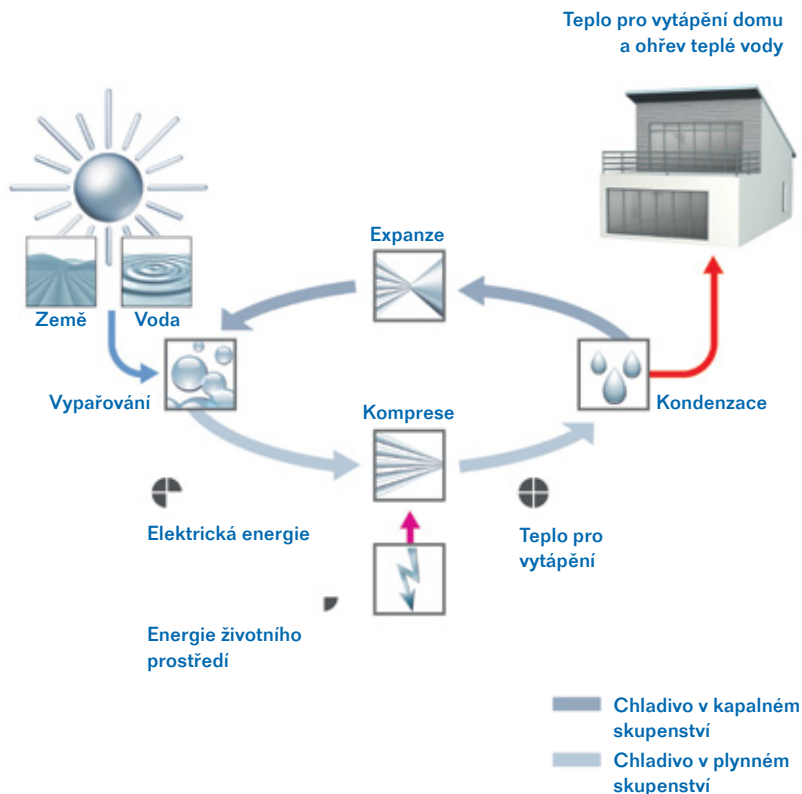 Teplo pro vytápění domu
a ohřev teplé vody
Expanze
Země
Voda
Vypařování
Komprese
Kondenzace
Elektrická energie
Teplo pro
vytápění
Energie životního
prostředí
Chladivo v kapalném
skupenství
Chladivo v plynném
skupenství